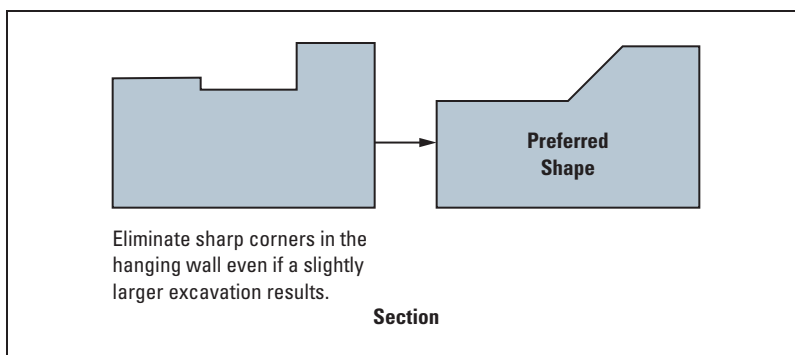 Preferred
Shape
Eliminate sharp corners in the
hanging wall even if a slightly
larger excavation results.
Section